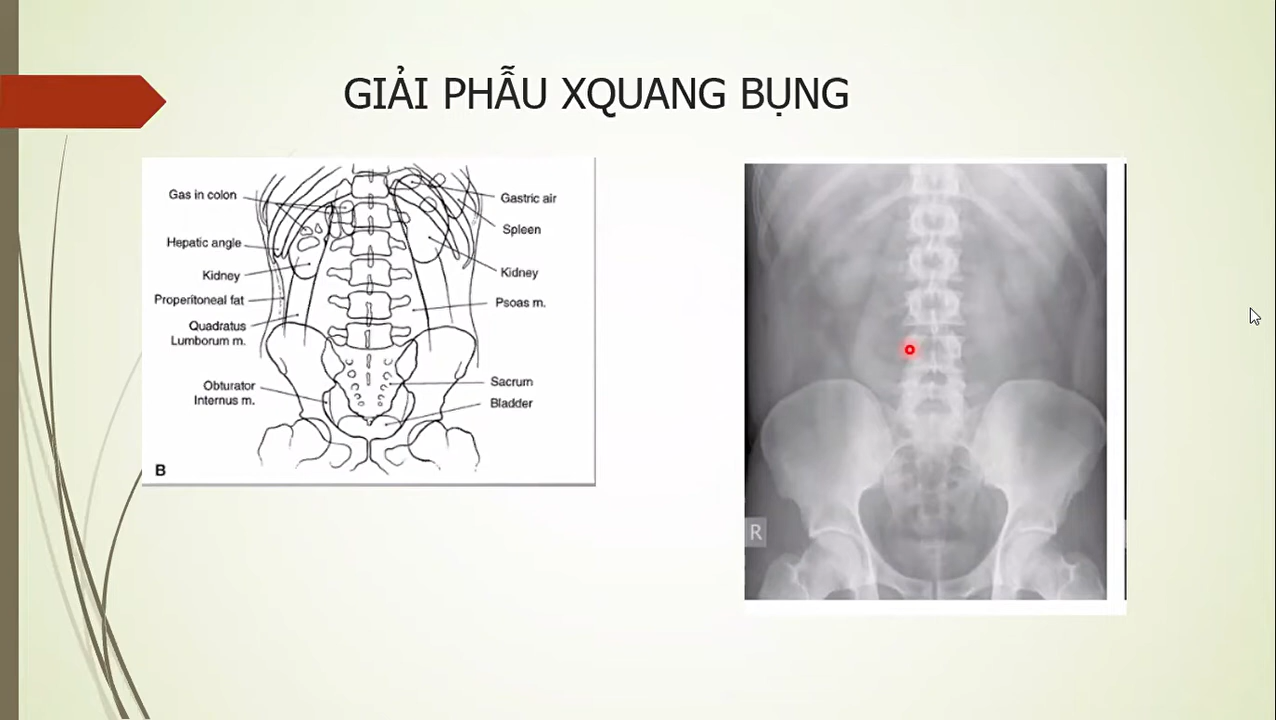 GIẢI PHẪU XQUANG BỤNG
Gas in colon
Hepatic angle
Kidney
Properitoneal fat
Quadratus
Lumborum m.
Obturator
Internus m.
Gastric air
Spleen
Kidney
Psoas m.
Sacrum
Bladder
B
R